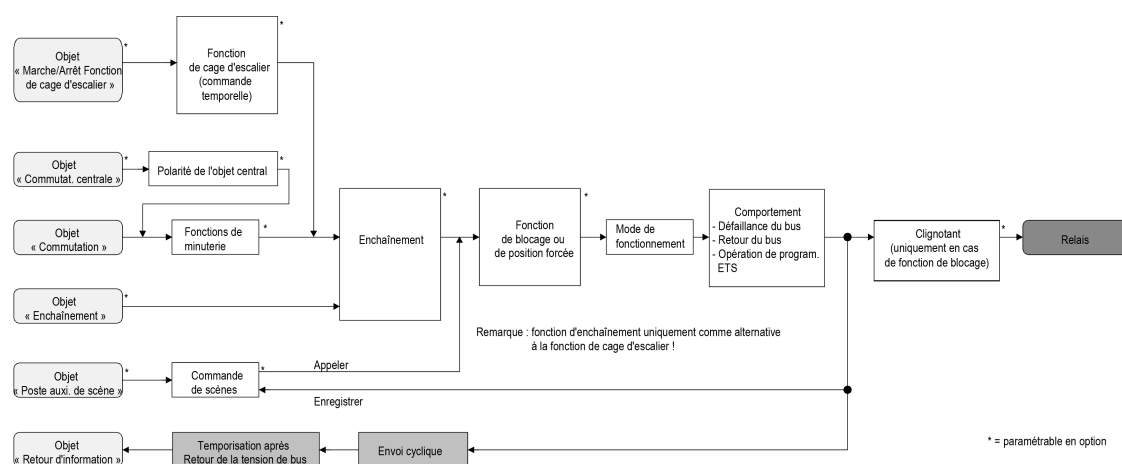 *
Objet
« Marche/Arrêt Fonction
de cage d'escalier »
*
Fonction
de cage d'escalier
(commande
temporelle)
*
Objet
« Commutat. centrale »
*
Polarité de l'objet central
*
Objet
« Commutation »
Fonctions de
minuterie
*
Enchaînement
*
Fonction
de blocage ou
de position forcée
*
Mode de
fonctionnement
Comportement
- Défaillance du bus
- Retour du bus
- Opération de program.
ETS
Clignotant
(uniquement en cas
de fonction de blocage)
*
Relais
Objet
« Enchaînement »
*
Remarque : fonction d'enchaînement uniquement comme alternative
à la fonction de cage d'escalier !
Objet
« Poste auxi. de scène »
*
Commande
de scènes
*
Appeler
Enregistrer
Objet
« Retour d'information »
Temporisation après
Retour de la tension de bus
Envoi cyclique
* = paramétrable en option